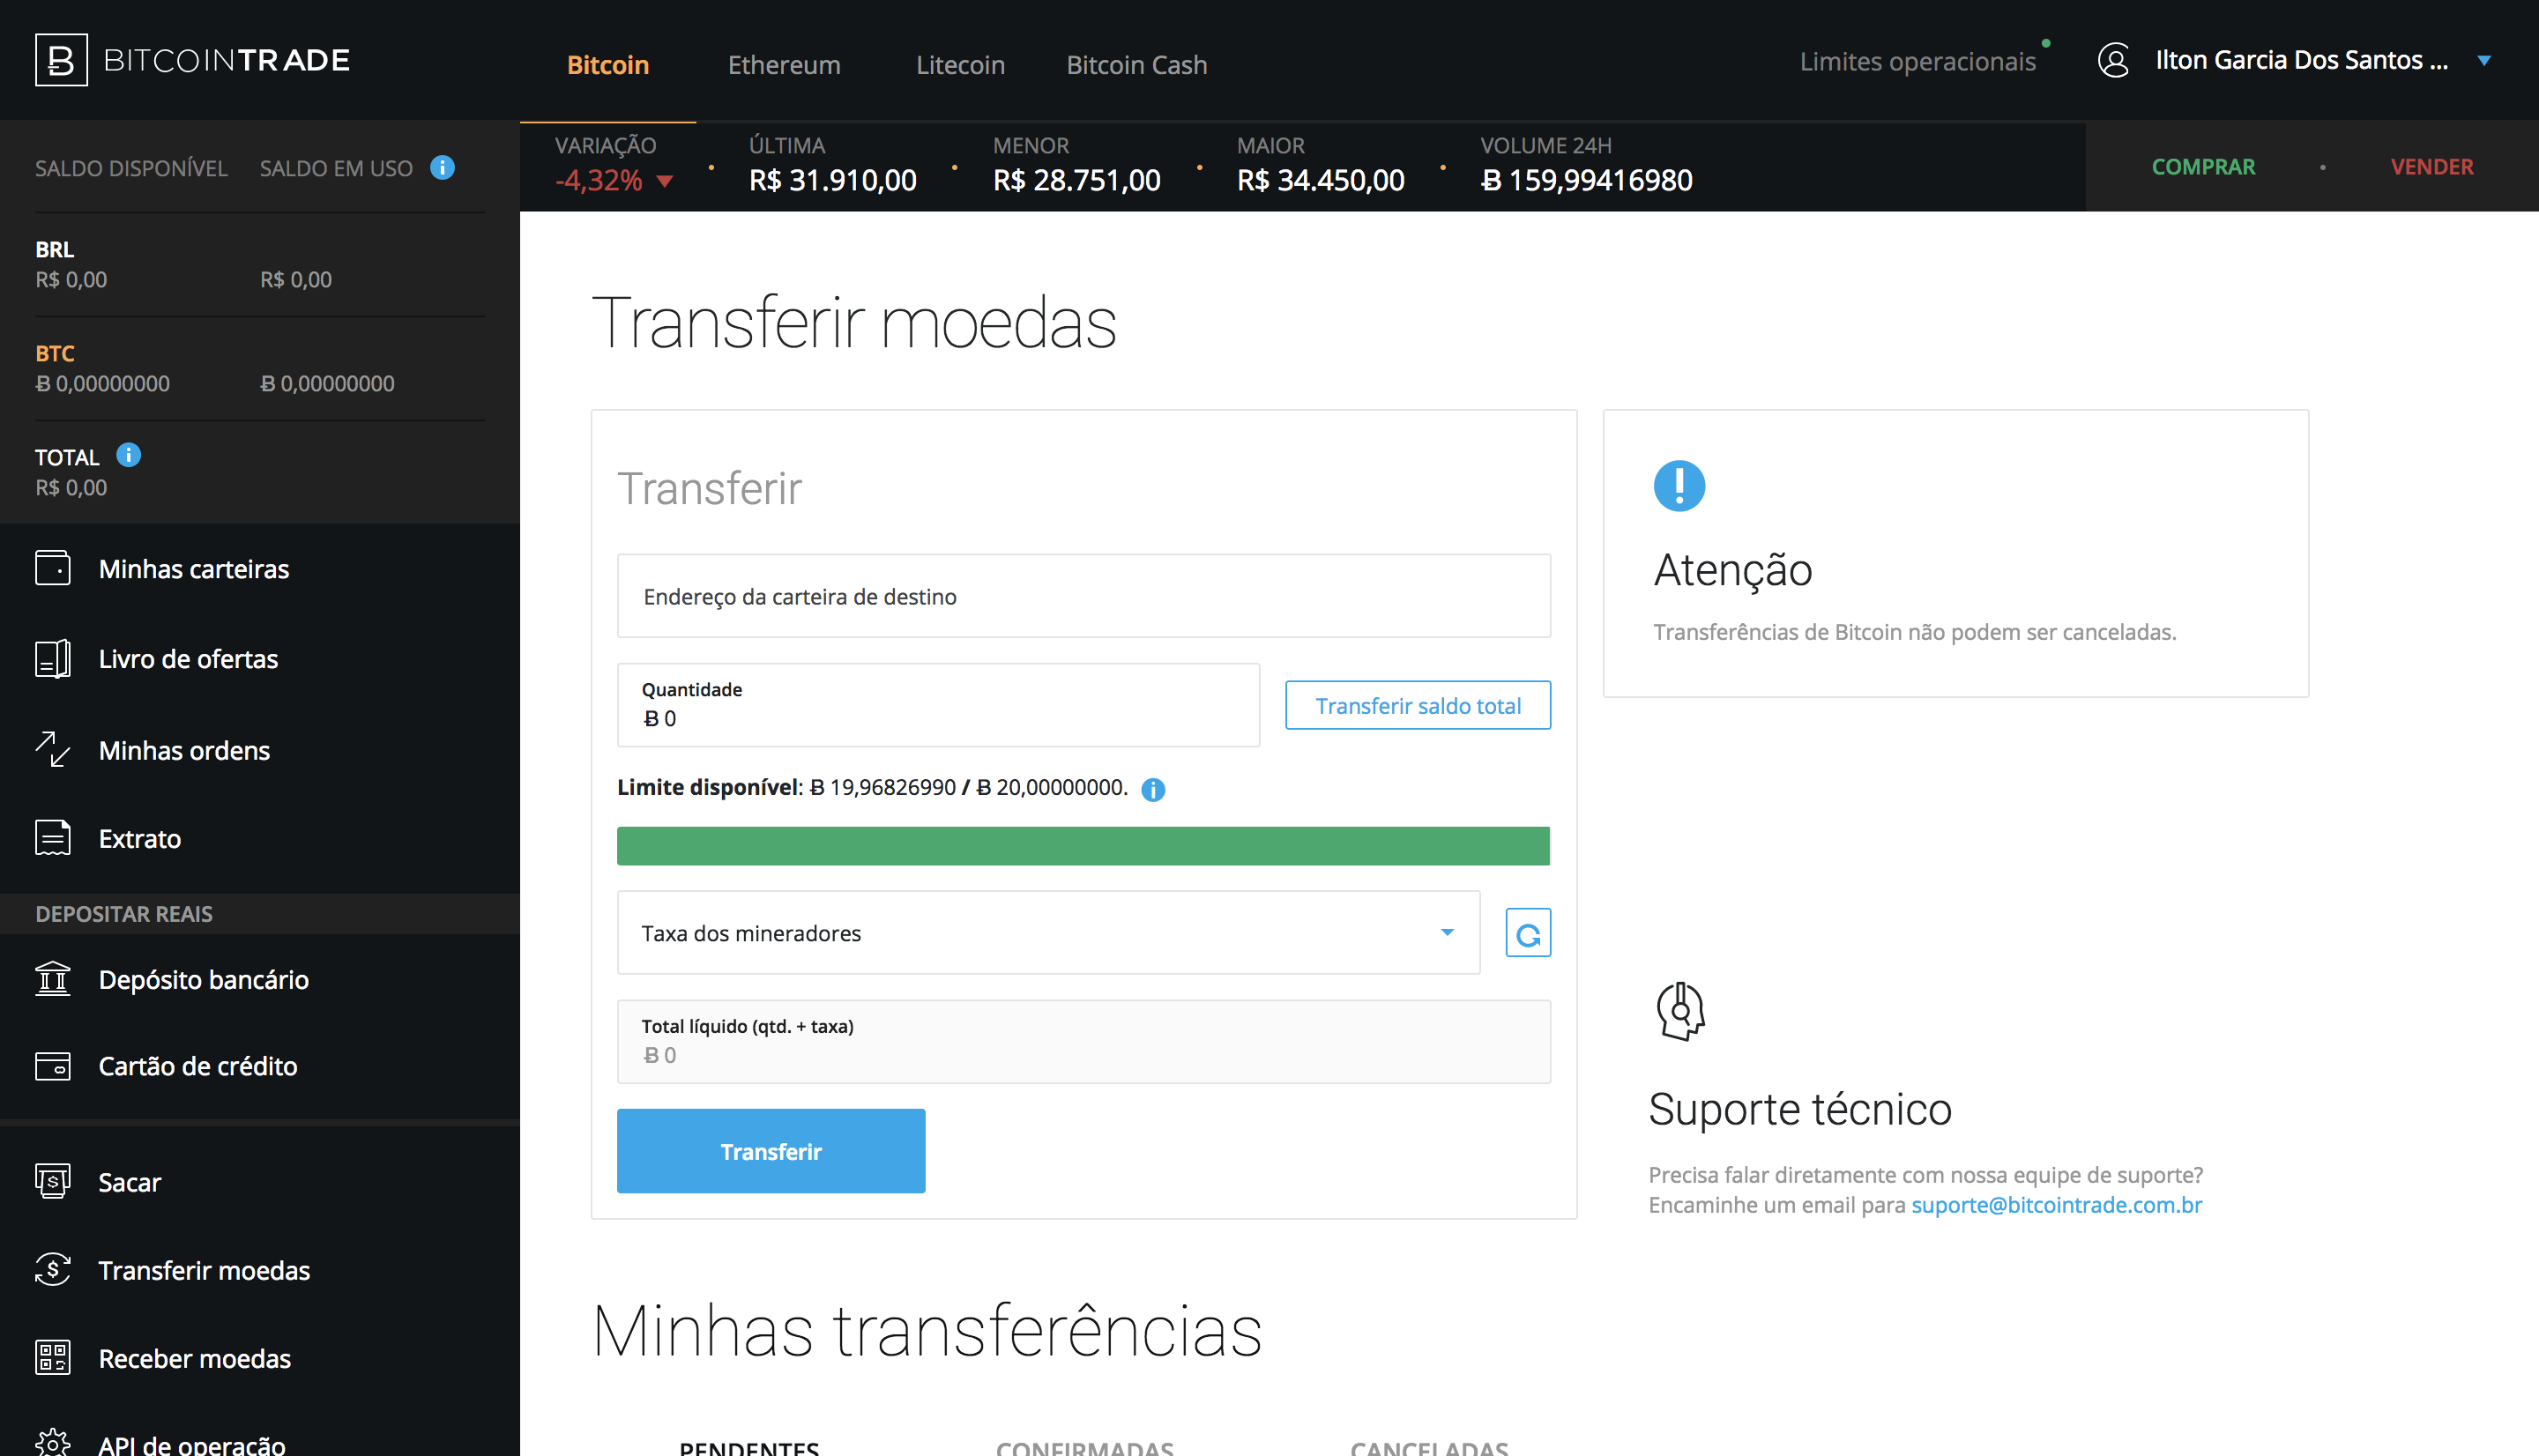 BITCOINTRADE
Bitcoin
Ethereum
Litecoin
Bitcoin Cash
Limites operacionais
Ilton Garcia Dos Santos ...
SALDO DISPONÍVEL
SALDO EM USO
BRL
R$ 0,00
R$ 0,00
BTC
Ƀ 0,00000000
Ƀ 0,00000000
TOTAL
R$ 0,00
Minhas carteiras
Livro de ofertas
Minhas ordens
Extrato
DEPOSITAR REAIS
Depósito bancário
Cartão de crédito
Sacar
Transferir moedas
Receber moedas
API de operação
VARIAÇÃO
-4,32%
ÚLTIMA
R$ 31.910,00
MENOR
R$ 28.751,00
MAIOR
R$ 34.450,00
VOLUME 24H
Ƀ 159,99416980
COMPRAR
VENDER
Transferir moedas
Transferir
Endereço da carteira de destino
Quantidade
Ƀ 0
Transferir saldo total
Limite disponível: Ƀ 19,96826990 / Ƀ 20,00000000.
Taxa dos mineradores
Total líquido (qtd. + taxa)
Ƀ 0
Transferir
Atenção
Transferências de Bitcoin não podem ser canceladas.
Suporte técnico
Precisa falar diretamente com nossa equipe de suporte?
Encaminhe um email para suporte@bitcointrade.com.br
Minhas transferências
PENDENTES
CONFIRMADAS
CANCELADAS